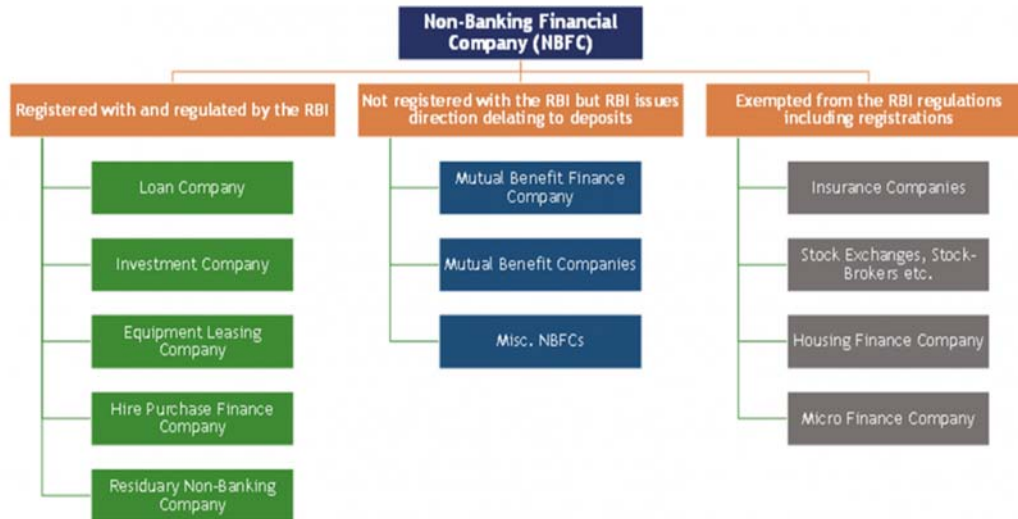 Non-Banking Financial
Company (NBFC)
Registered with and regulated by the RBI
Not registered with the RBI but RBI issues
direction delating to deposits
Exempted from the RBI regulations
including registrations
Loan Company
Investment Company
Equipment Leasing
Company
Hire Purchase Finance
Company
Residuary Non-Banking
Company
Mutual Benefit Finance
Company
Mutual Benefit Companies
Misc. NBFCs
Insurance Companies
Stock Exchanges, Stock-
Brokers etc.
Housing Finance Company
Micro Finance Company